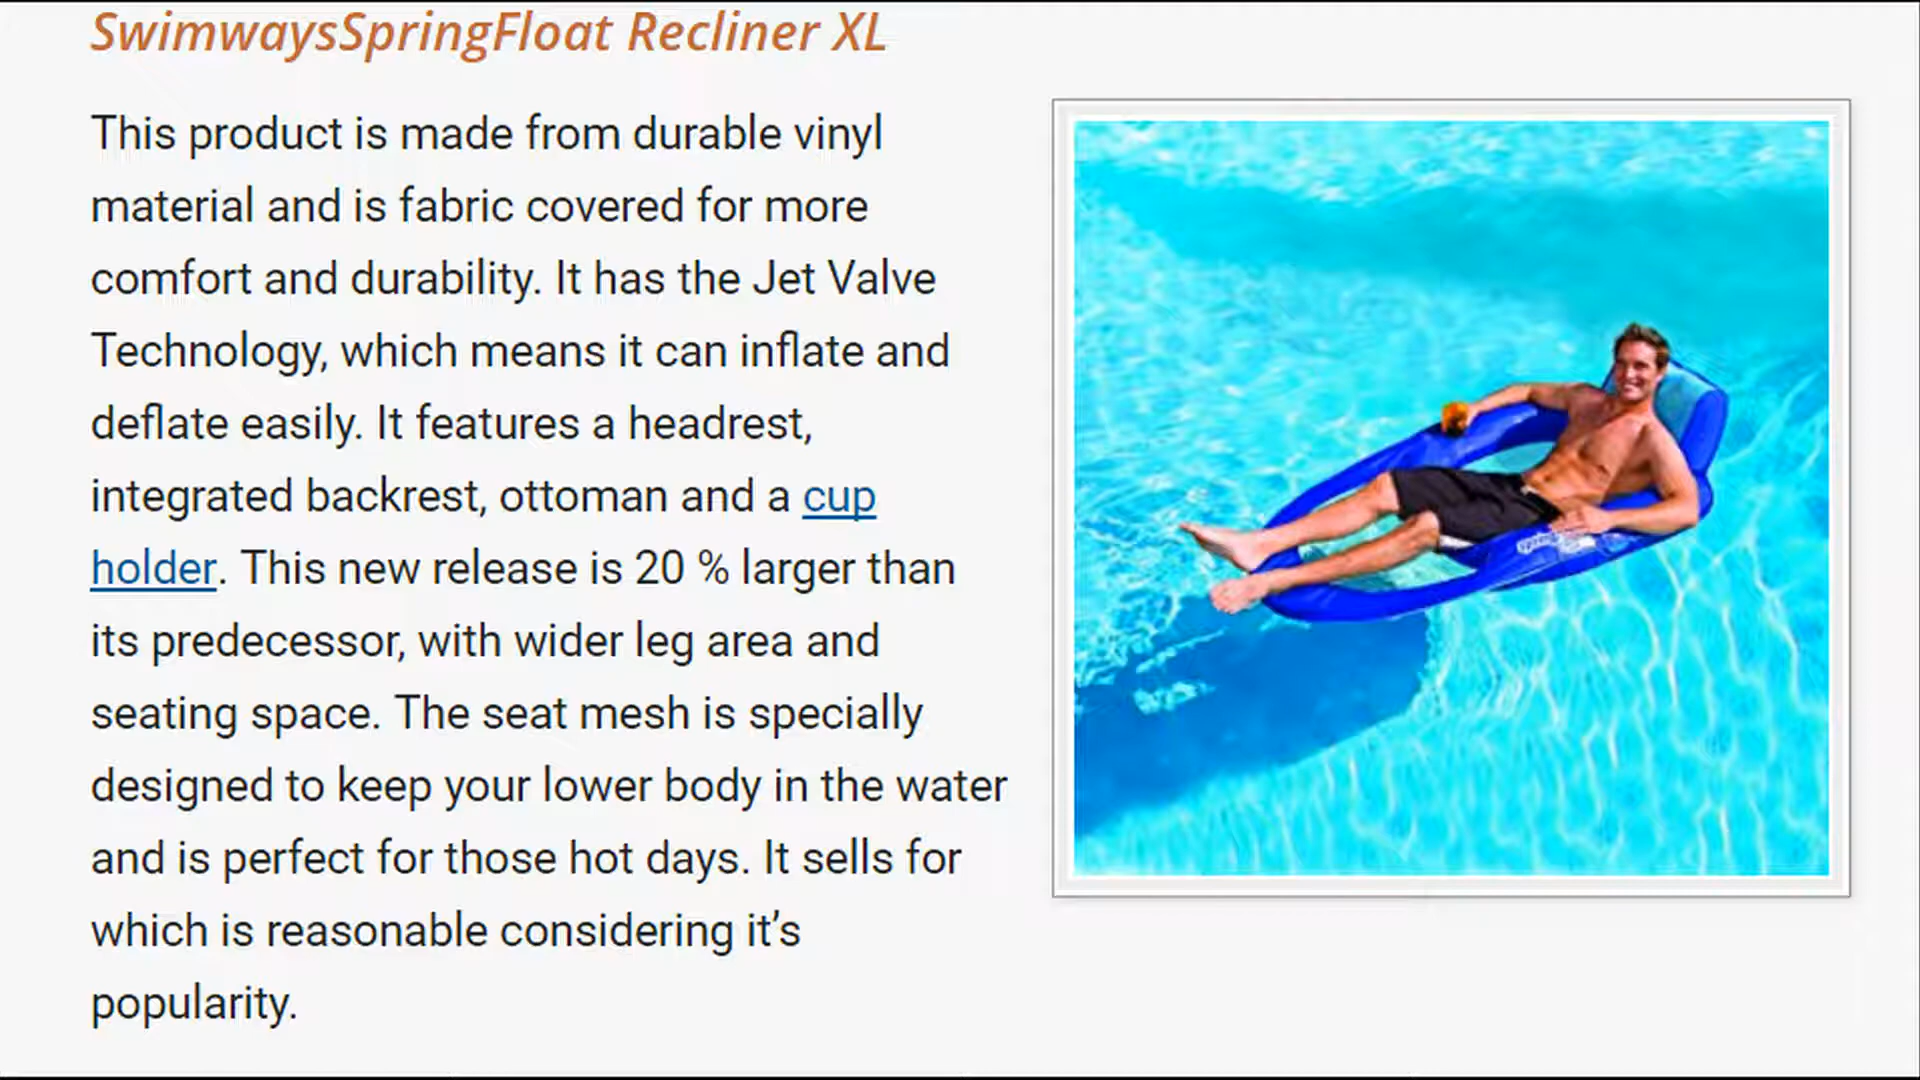 SwimwaysSpringFloat Recliner XL
This product is made from durable vinyl
material and is fabric covered for more
comfort and durability. It has the Jet Valve
Technology, which means it can inflate and
deflate easily. It features a headrest,
integrated backrest, ottoman and a cup
holder. This new release is 20 % larger than
its predecessor, with wider leg area and
seating space. The seat mesh is specially
designed to keep your lower body in the water
and is perfect for those hot days. It sells for
which is reasonable considering it’s
popularity.